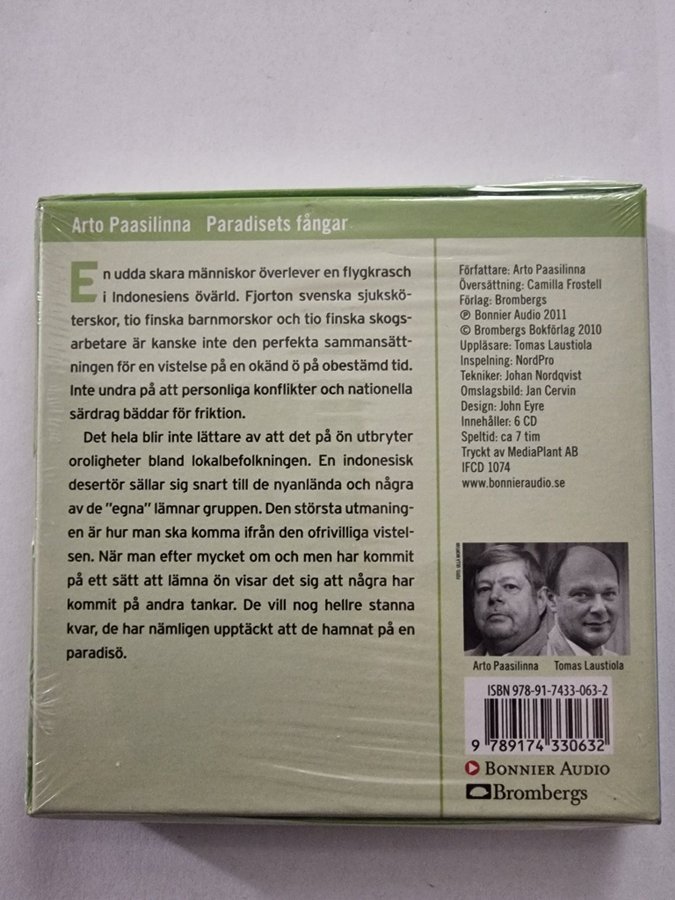 Arto Paasilinna Paradisets fångar
En udda skara människor överlever en flygkrasch
i Indonesiens övärld. Fjorton svenska sjukskö-
terskor, tio finska barnmorskor och tio finska skogs-
arbetare är kanske inte den perfekta sammansätt-
ningen för en vistelse på en okänd ö på obestämd tid.
Inte undra på att personliga konflikter och nationella
särdrag bäddar för friktion.
Det hela blir inte lättare av att det på ön utbryter
oroligheter bland lokalbefolkningen. En indonesisk
desertör sällar sig snart till de nyanlända och några
av de "egna" lämnar gruppen. Den största utmaning-
en är hur man ska komma ifrån den ofrivilliga vistel-
sen. När man efter mycket om och men har kommit
på ett sätt att lämna ön visar det sig att några har
kommit på andra tankar. De vill nog hellre stanna
kvar, de har nämligen upptäckt att de hamnat på en
paradisö.
Författare: Arto Paasilinna
Översättning: Camilla Frostell
Förlag: Brombergs
℗ Bonnier Audio 2011
© Brombergs Bokförlag 2010
Uppläsare: Tomas Laustiola
Inspelning: NordPro
Tekniker: Johan Nordqvist
Omslagsbild: Jan Cervin
Design: John Eyre
Innehåller: 6 CD
Speltid: ca 7 tim
Tryckt av MediaPlant AB
IFCD 1074
www.bonnieraudio.se
Arto Paasilinna Tomas Laustiola
ISBN 978-91-7433-063-2
9 789174 330632
BONNIER AUDIO
Brombergs